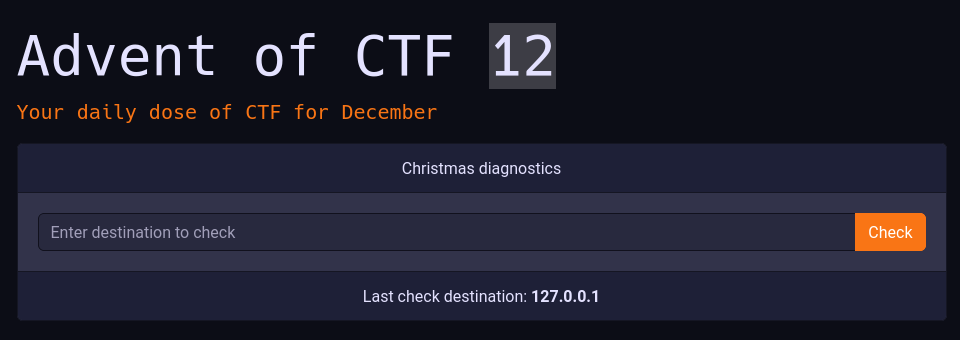 Advent of CTF 12
Your daily dose of CTF for December
Christmas diagnostics
Enter destination to check Check
Last check destination: 127.0.0.1